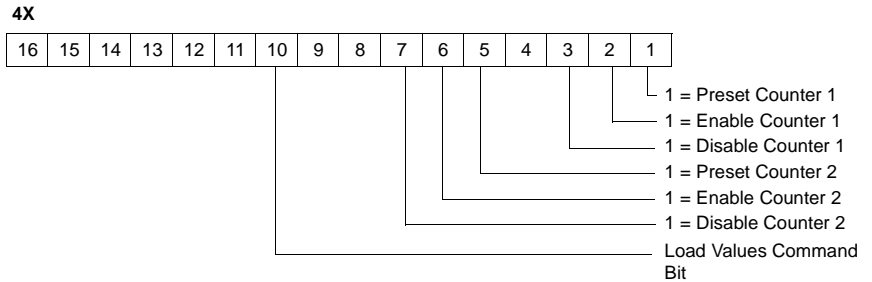 4X
16 15 14 13 12 11 10 9 8 7 6 5 4 3 2 1
1 = Preset Counter 1
1 = Enable Counter 1
1 = Disable Counter 1
1 = Preset Counter 2
1 = Enable Counter 2
1 = Disable Counter 2
Load Values Command
Bit